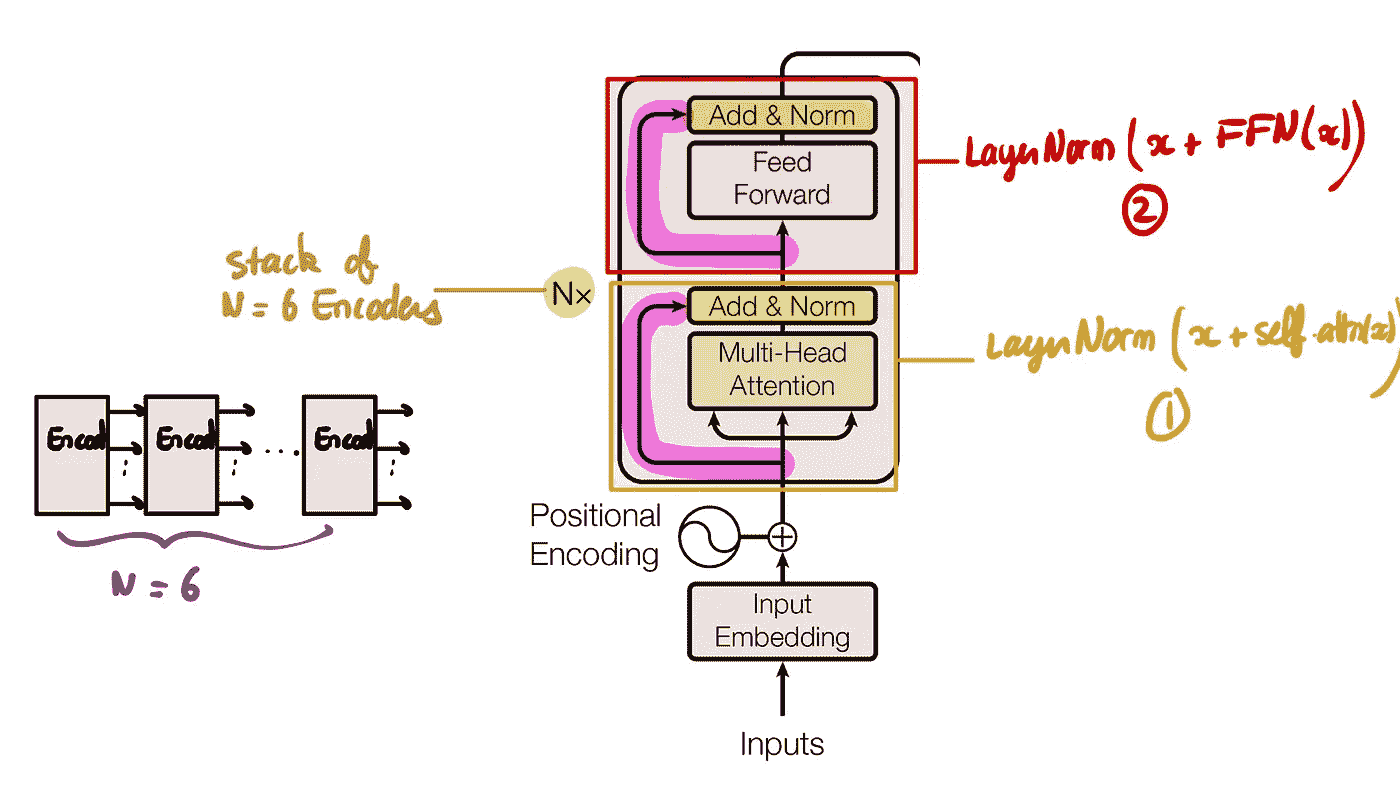 Add & Norm
Feed
Forward
LayerNorm (x + FFN(x))
2
Stack of
N = 6 Encoders
Nx
Add & Norm
Multi-Head
Attention
LayerNorm (x + self.attn(x))
1
Encod
Encod
...
Encod
N = 6
Positional
Encoding
Input
Embedding
Inputs